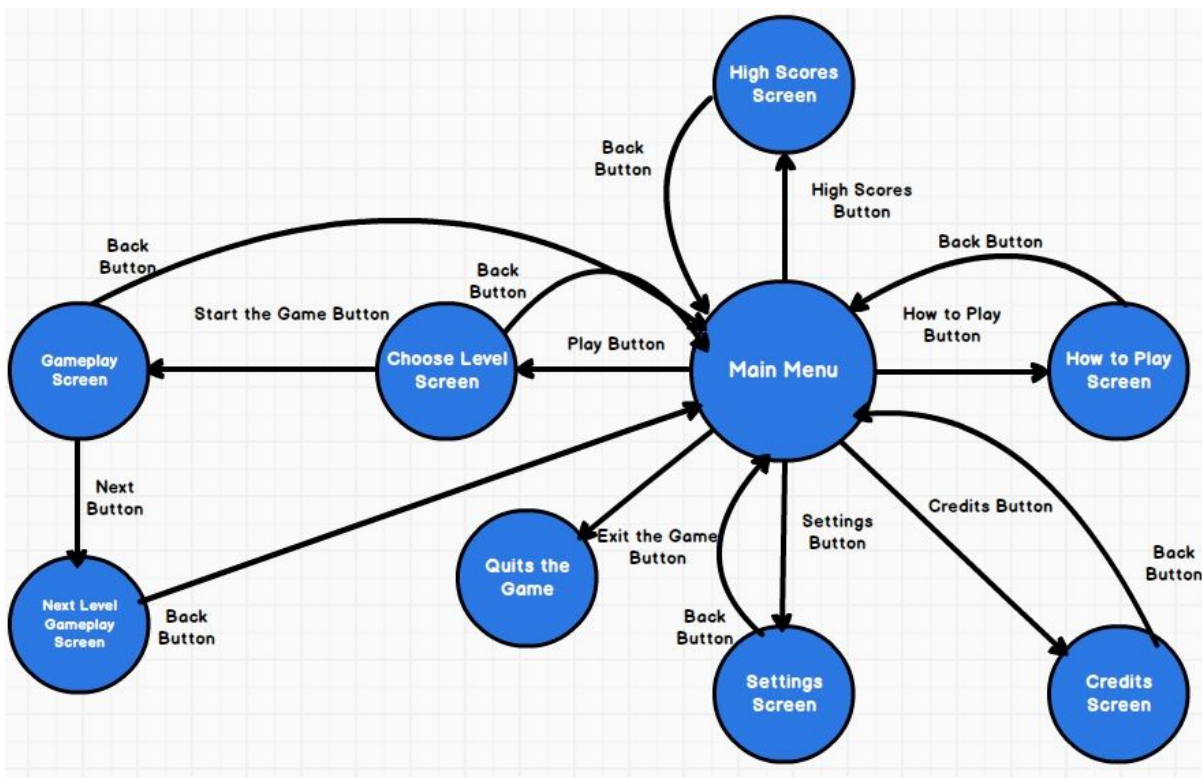 High Scores
Screen
Back
Button
High Scores
Button
Back
Button
Back
Button
Back Button
Start the Game Button
Play Button
How to Play
Button
Gameplay
Screen
Choose Level
Screen
Main Menu
How to Play
Screen
Next
Button
Exit the Game
Button
Settings
Button
Credits Button
Quits the
Game
Back
Button
Next Level
Gameplay
Screen
Back
Button
Back
Button
Settings
Screen
Credits
Screen